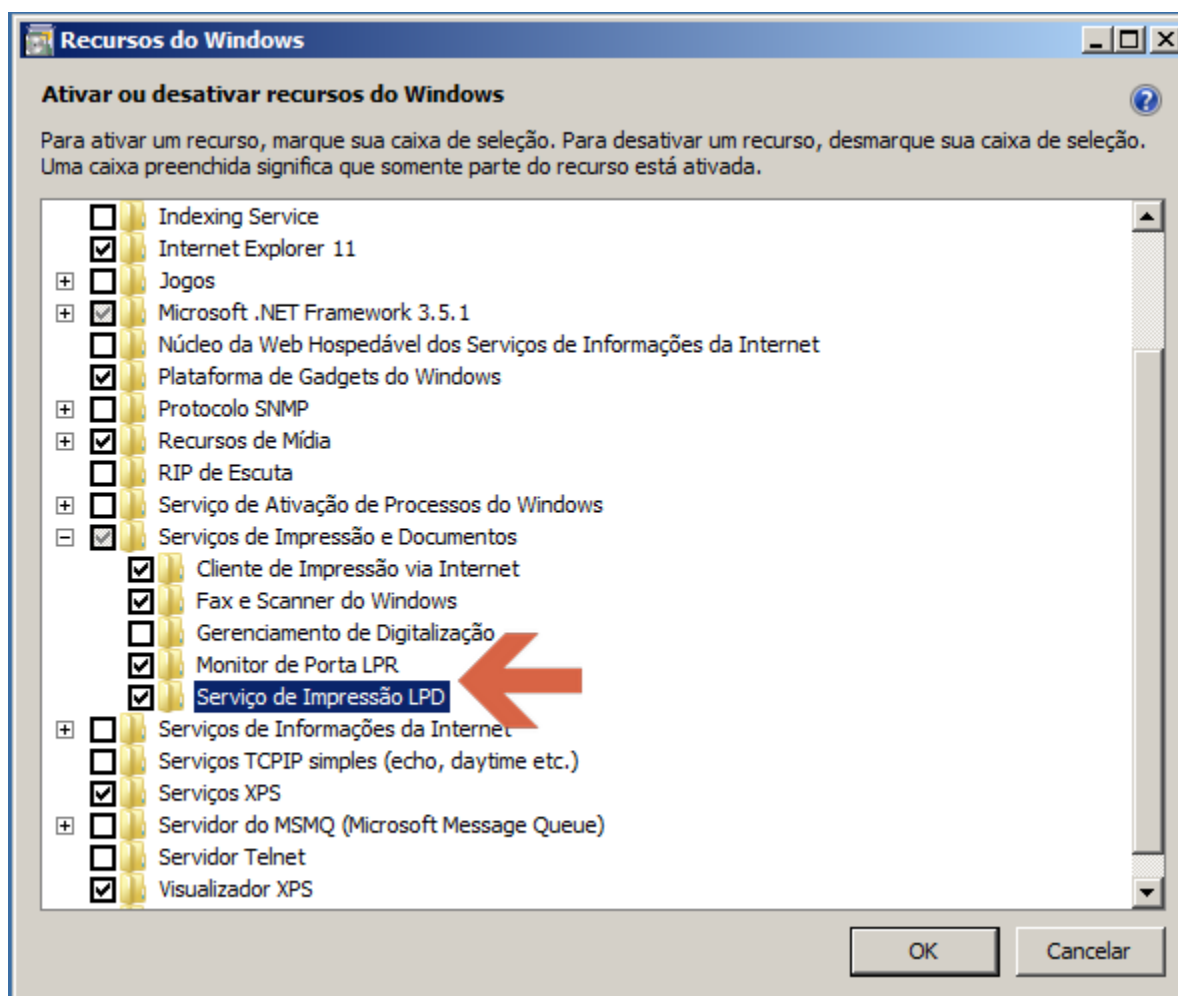 Recursos do Windows
Ativar ou desativar recursos do Windows
Para ativar um recurso, marque sua caixa de seleção. Para desativar um recurso, desmarque sua caixa de seleção.
Uma caixa preenchida significa que somente parte do recurso está ativada.
Indexing Service
Internet Explorer 11
Jogos
Microsoft .NET Framework 3.5.1
Núcleo da Web Hospedável dos Serviços de Informações da Internet
Plataforma de Gadgets do Windows
Protocolo SNMP
Recursos de Mídia
RIP de Escuta
Serviço de Ativação de Processos do Windows
Serviços de Impressão e Documentos
Cliente de Impressão via Internet
Fax e Scanner do Windows
Gerenciamento de Digitalização
Monitor de Porta LPR
Serviço de Impressão LPD
Serviços de Informações da Internet
Serviços TCPIP simples (echo, daytime etc.)
Serviços XPS
Servidor do MSMQ (Microsoft Message Queue)
Servidor Telnet
Visualizador XPS
OK
Cancelar